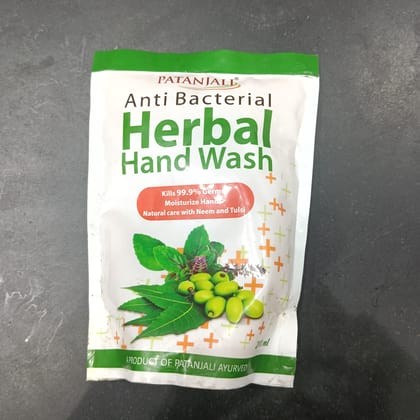 PATANJALI®
Anti Bacterial
Herbal
Hand Wash
Kills 99.9% Germs
Moisturize Hands
Natural care with Neem and Tulsi
ml
A PRODUCT OF PATANJALI AYURVED